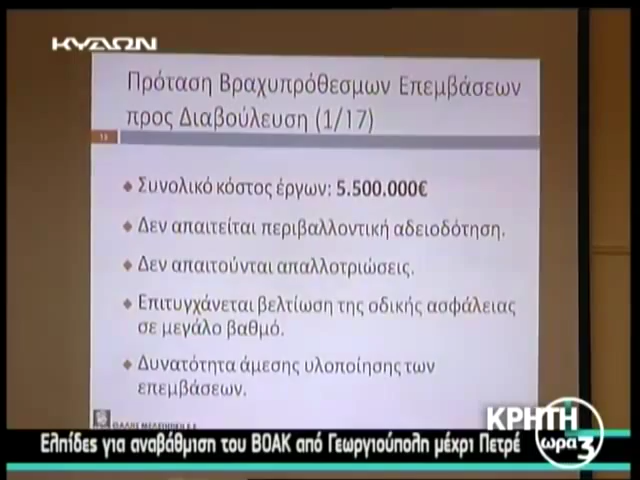 ΚΥΔΩΝ
Πρόταση Βραχυπρόθεσμων Επεμβάσεων
προς Διαβούλευση (1/17)
◆ Συνολικό κόστος έργων: 5.500.000€
◆ Δεν απαιτείται περιβαλλοντική αδειοδότηση.
◆ Δεν απαιτούνται απαλλοτριώσεις.
◆ Επιτυγχάνεται βελτίωση της οδικής ασφάλειας
σε μεγάλο βαθμό.
◆ Δυνατότητα άμεσης υλοποίησης των
επεμβάσεων.
ΚΡΗΤΗ
ώρα 3
Ελπίδες για αναβάθμιση του ΒΟΑΚ από Γεωργιούπολη μέχρι Πετρέ